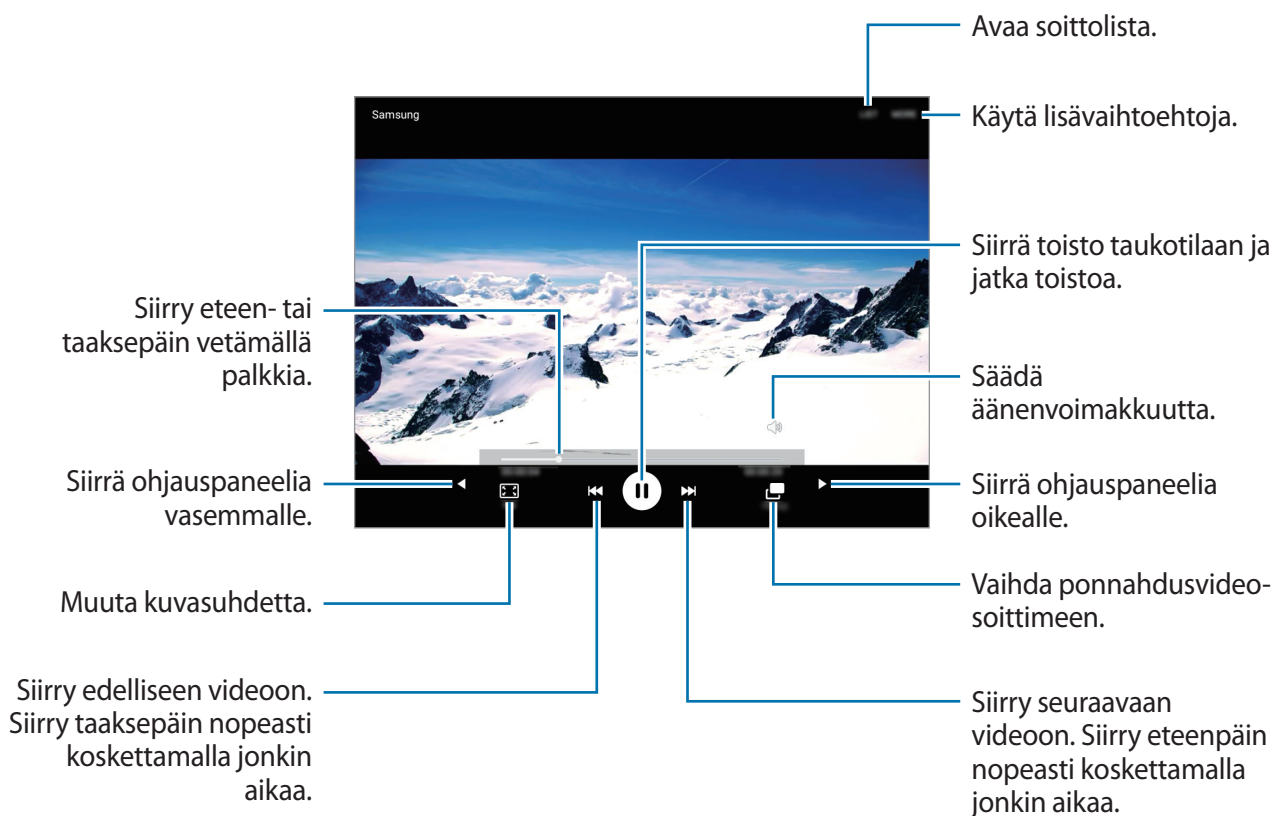 Avaa soittolista.
Samsung
Käytä lisävaihtoehtoja.
Siirrä toisto taukotilaan ja
jatka toistoa.
Siirry eteen- tai
taaksepäin vetämällä
palkkia.
Säädä
äänenvoimakkuutta.
Siirrä ohjauspaneelia
vasemmalle.
Siirrä ohjauspaneelia
oikealle.
Muuta kuvasuhdetta.
Vaihda ponnahdusvideo-
soittimeen.
Siirry edelliseen videoon.
Siirry taaksepäin nopeasti
koskettamalla jonkin
aikaa.
Siirry seuraavaan
videoon. Siirry eteenpäin
nopeasti koskettamalla
jonkin aikaa.